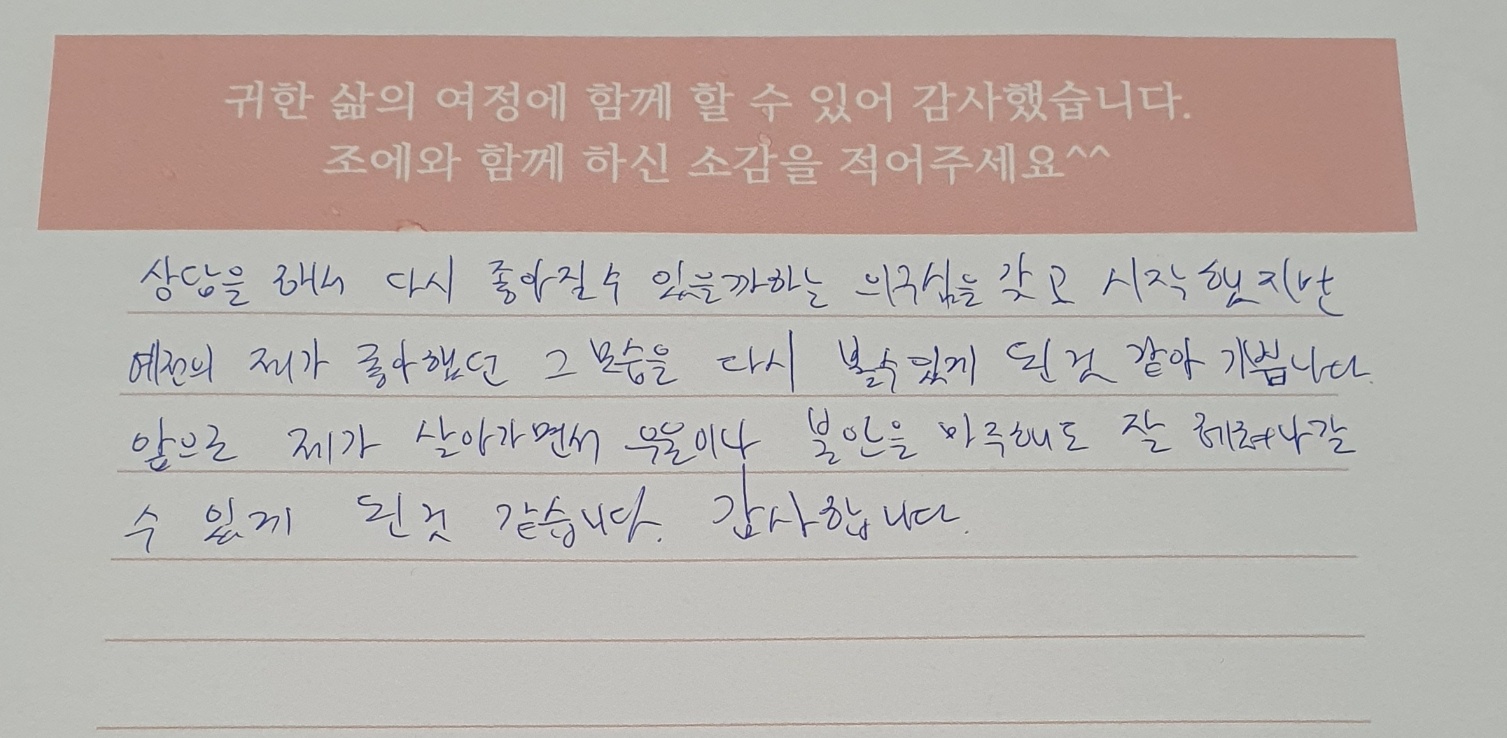 귀한 삶의 여정에 함께 할 수 있어 감사했습니다.
조에와 함께 하신 소감을 적어주세요^^
상담을 해서 다시 좋아질수 있을까하는 의구심을 갖고 시작했지만
예전의 제가 좋아했던 그 모습을 다시 볼수있게 된것 같아 기쁩니다.
앞으로 제가 살아가면서 우울이나 불안을 마주해도 잘 헤쳐나갈
수 있게 된것 같습니다. 감사합니다.